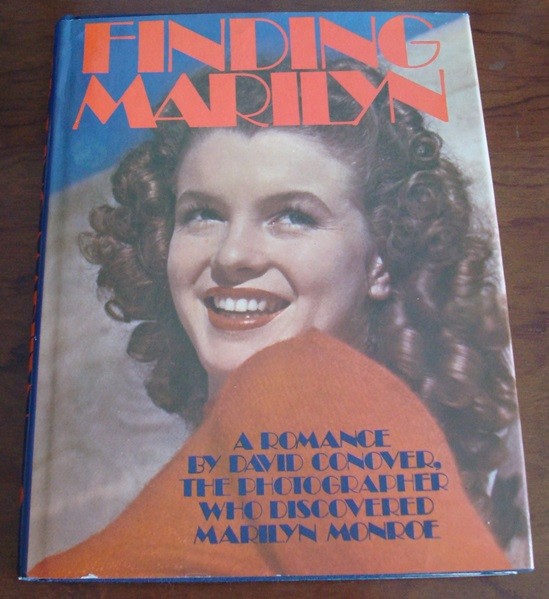 FINDING
MARILYN
A ROMANCE
BY DAVID CONOVER,
THE PHOTOGRAPHER
WHO DISCOVERED
MARILYN MONROE